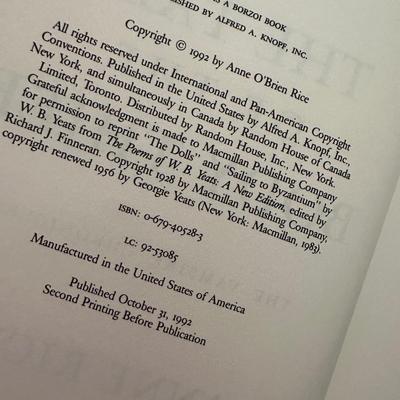 IS A BORZOI BOOK
PUBLISHED BY ALFRED A. KNOPF, INC.
Copyright © 1992 by Anne O'Brien Rice
All rights reserved under International and Pan-American Copyright
Conventions. Published in the United States by Alfred A. Knopf, Inc.,
New York, and simultaneously in Canada by Random House of Canada
Limited, Toronto. Distributed by Random House, Inc., New York.
Grateful acknowledgment is made to Macmillan Publishing Company
for permission to reprint "The Dolls" and "Sailing to Byzantium" by
W. B. Yeats from The Poems of W. B. Yeats: A New Edition, edited by
Richard J. Finneran. Copyright 1928 by Macmillan Publishing Company,
copyright renewed 1956 by Georgie Yeats (New York: Macmillan, 1983).
ISBN: 0-679-40528-3
LC: 92-53085
Manufactured in the United States of America
Published October 31, 1992
Second Printing Before Publication